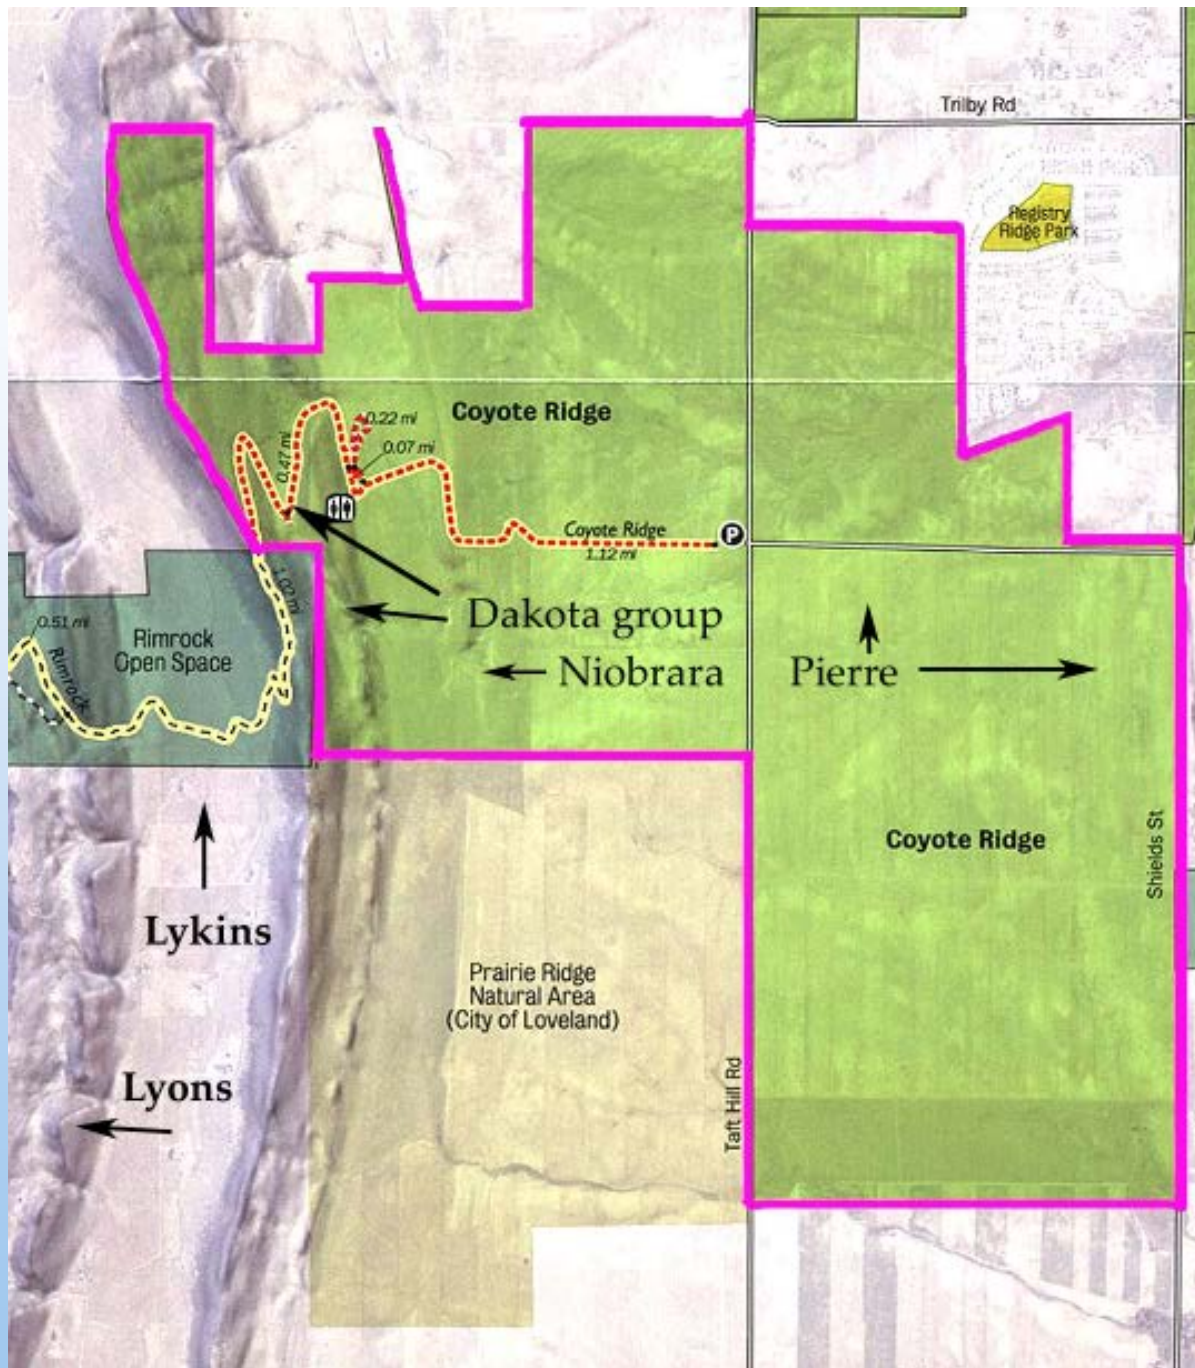 Trilby Rd
Registry
Ridge Park
Coyote Ridge
0.22 mi
0.07 mi
0.47 mi
Coyote Ridge
1.12 mi
P
1.02 mi
0.51 mi
Rimrock
Open Space
Rimrock
Dakota group
Niobrara
Pierre
Coyote Ridge
Shields St
Lykins
Prairie Ridge
Natural Area
(City of Loveland)
Taft Hill Rd
Lyons